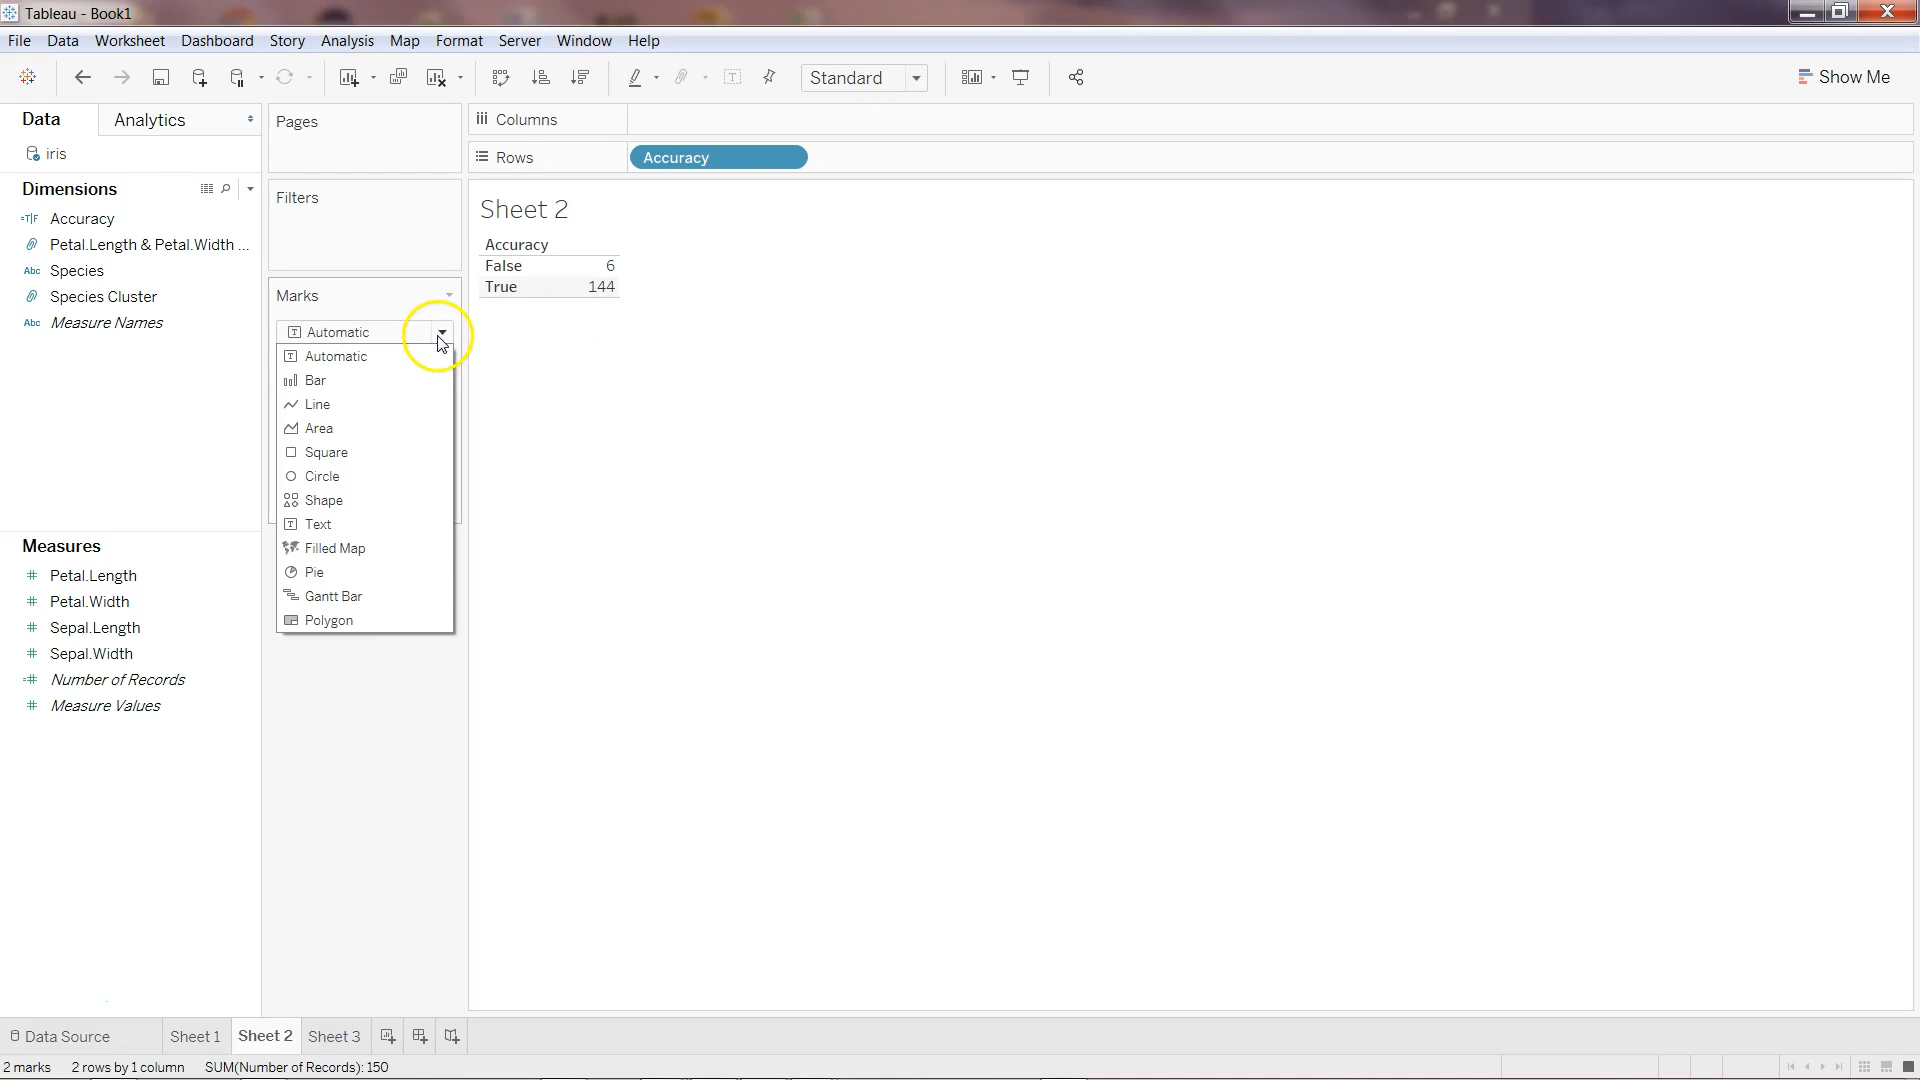 Tableau - Book1
File Data Worksheet Dashboard Story Analysis Map Format Server Window Help
Standard
Show Me
Data
Analytics
iris
Dimensions
Accuracy
Petal.Length & Petal.Width ...
Species
Species Cluster
Measure Names
Measures
Petal.Length
Petal.Width
Sepal.Length
Sepal.Width
Number of Records
Measure Values
Pages
Filters
Marks
Automatic
Automatic
Bar
Line
Area
Square
Circle
Shape
Text
Filled Map
Pie
Gantt Bar
Polygon
Columns
Rows
Accuracy
Sheet 2
Accuracy
False 6
True 144
Data Source
Sheet 1
Sheet 2
Sheet 3
2 marks
2 rows by 1 column
SUM(Number of Records): 150